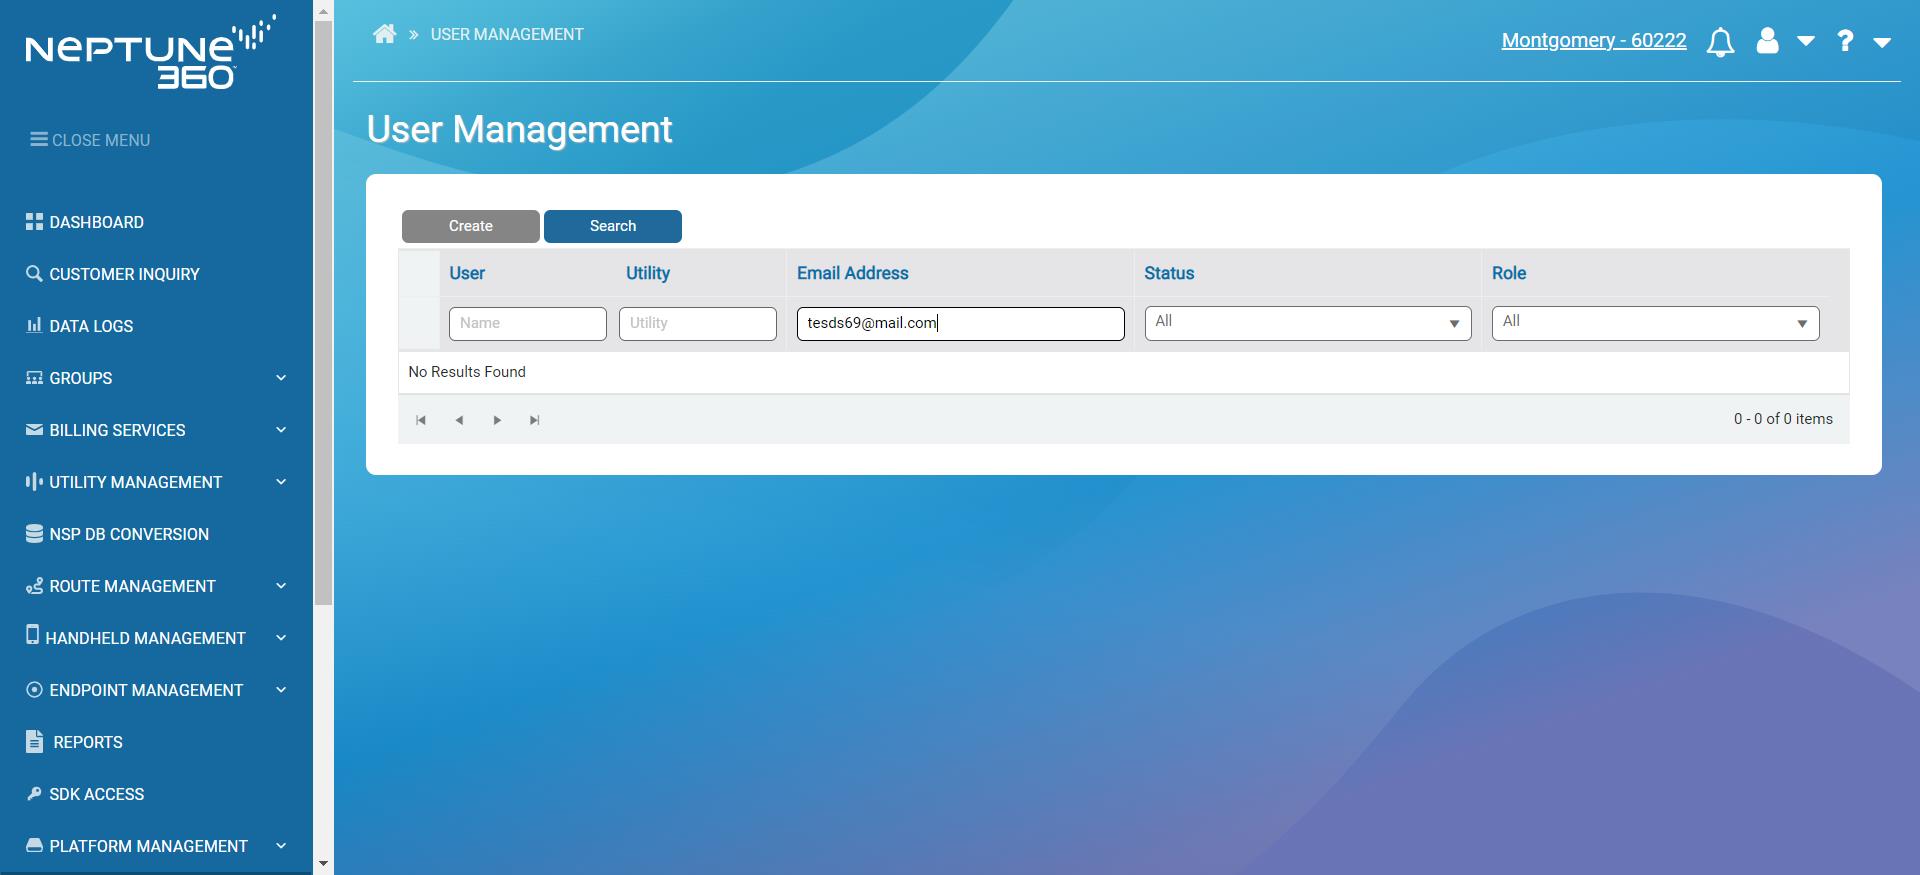 NEPTUNE
360™
CLOSE MENU
DASHBOARD
CUSTOMER INQUIRY
DATA LOGS
GROUPS
BILLING SERVICES
UTILITY MANAGEMENT
NSP DB CONVERSION
ROUTE MANAGEMENT
HANDHELD MANAGEMENT
ENDPOINT MANAGEMENT
REPORTS
SDK ACCESS
PLATFORM MANAGEMENT
» USER MANAGEMENT
Montgomery - 60222 ?
User Management
Create Search
User Utility Email Address Status Role
Name Utility tesds69@mail.com All All
No Results Found
0 - 0 of 0 items